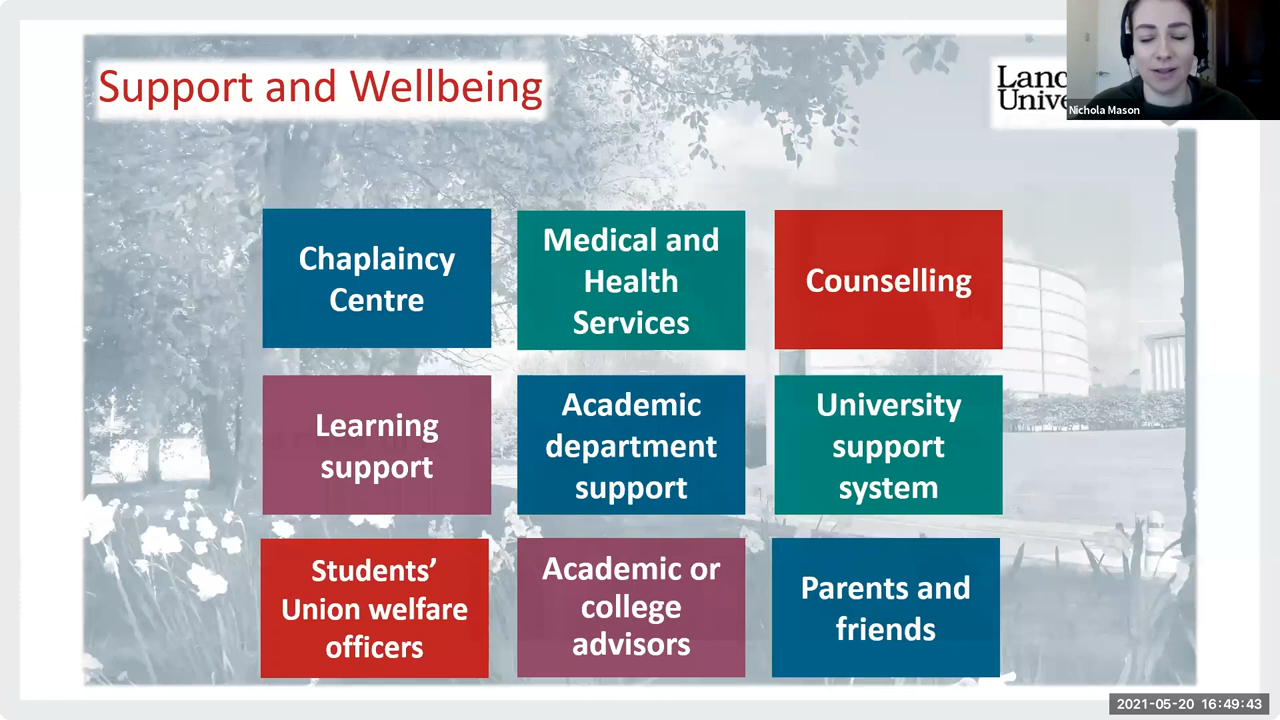 Support and Wellbeing
Nichola Mason
Chaplaincy
Centre
Medical and
Health
Services
Counselling
Learning
support
Academic
department
support
University
support
system
Students’
Union welfare
officers
Academic or
college
advisors
Parents and
friends
2021-05-20 16:49:43